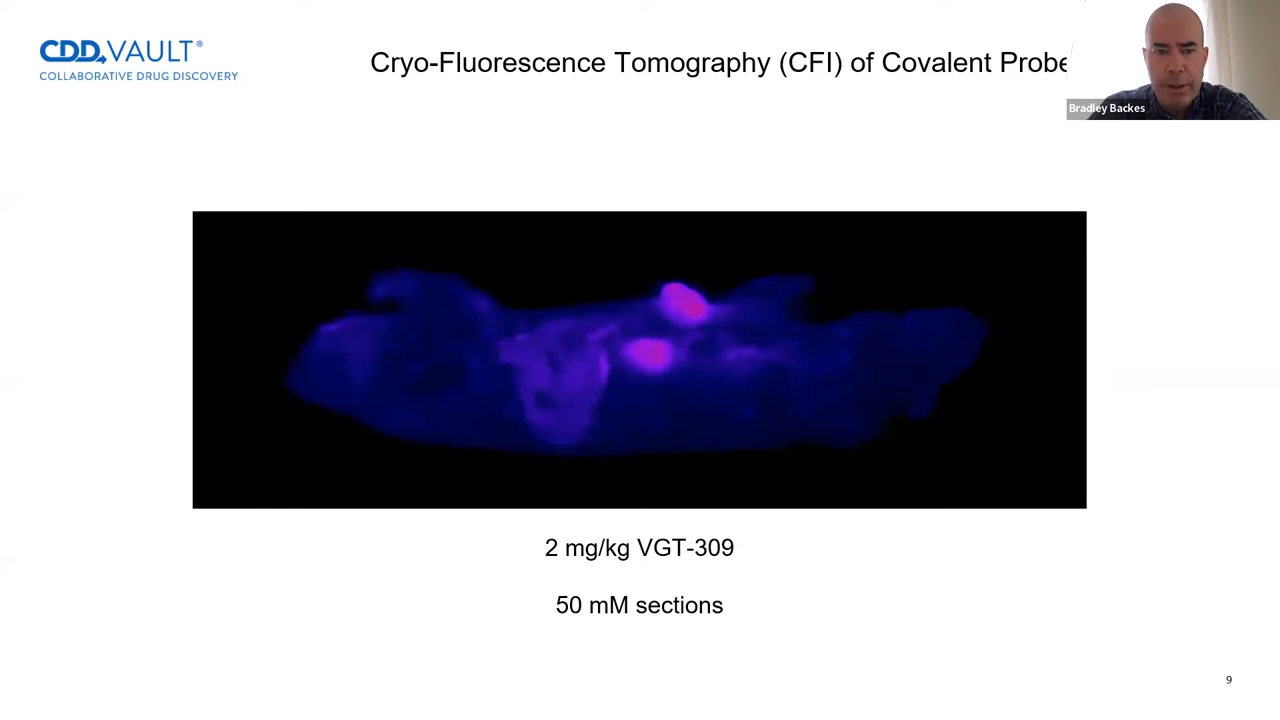 CDD VAULT®
COLLABORATIVE DRUG DISCOVERY
Cryo-Fluorescence Tomography (CFI) of Covalent Probe
Bradley Backes
2 mg/kg VGT-309
50 mM sections
9